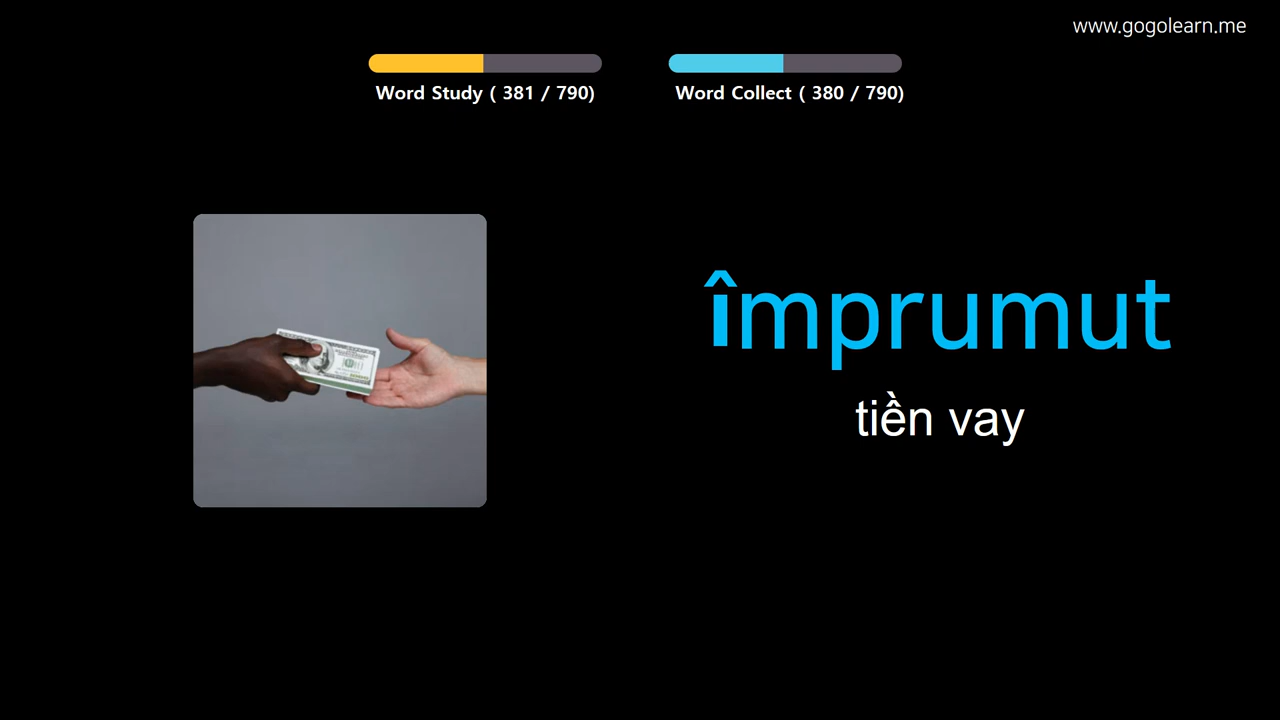 www.gogolearn.me
Word Study ( 381 / 790)
Word Collect ( 380 / 790)
împrumut
tiền vay